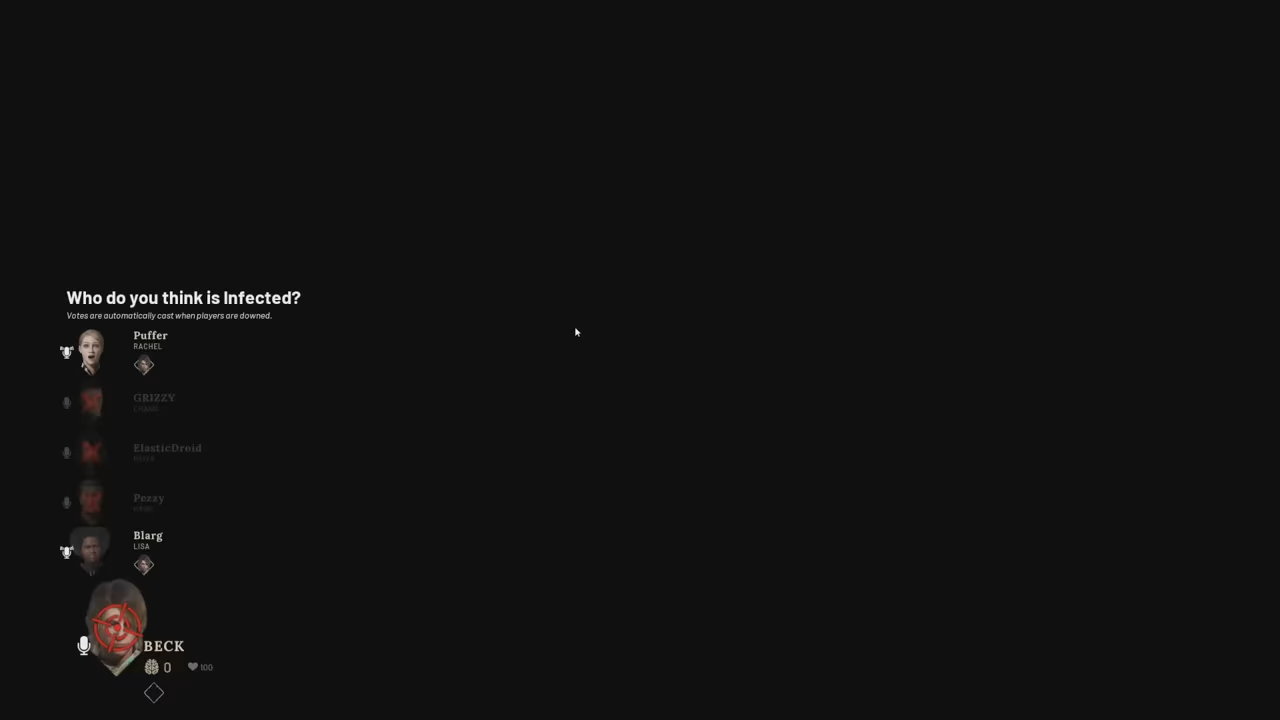 Who do you think is Infected?
Votes are automatically cast when players are downed.
Puffer
RACHEL
GRIZZY
ElasticDroid
Pezzy
Blarg
LISA
BECK
0
100